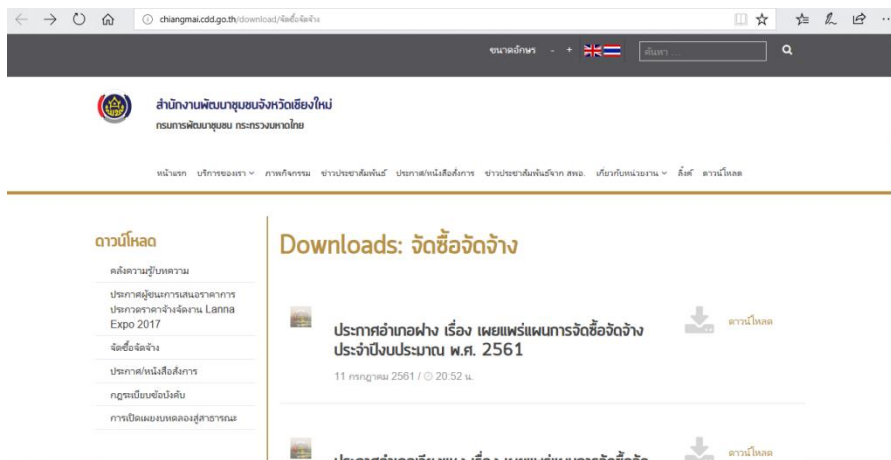 chiangmai.cdd.go.th/download/จัดซื้อจัดจ้าง
ขนาดอักษร - +
ค้นหา ...
สำนักงานพัฒนาชุมชนจังหวัดเชียงใหม่
กรมการพัฒนาชุมชน กระทรวงมหาดไทย
หน้าแรก บริการของเรา ภาพกิจกรรม ข่าวประชาสัมพันธ์ ประกาศ/หนังสือสั่งการ ข่าวประชาสัมพันธ์จาก สพอ. เกี่ยวกับหน่วยงาน ลิ้งค์ ดาวน์โหลด
ดาวน์โหลด
คลังความรู้/บทความ
ประกาศผู้ชนะการเสนอราคาการ
ประกวดราคาจ้างจัดงาน Lanna
Expo 2017
จัดซื้อจัดจ้าง
ประกาศ/หนังสือสั่งการ
กฎระเบียบข้อบังคับ
การเปิดเผยงบทดลองสู่สาธารณะ
Downloads: จัดซื้อจัดจ้าง
ประกาศอำเภอฝาง เรื่อง เผยแพร่แผนการจัดซื้อจัดจ้าง
ประจำปีงบประมาณ พ.ศ. 2561
11 กรกฎาคม 2561 / 20:52 น.
ดาวน์โหลด
ดาวน์โหลด